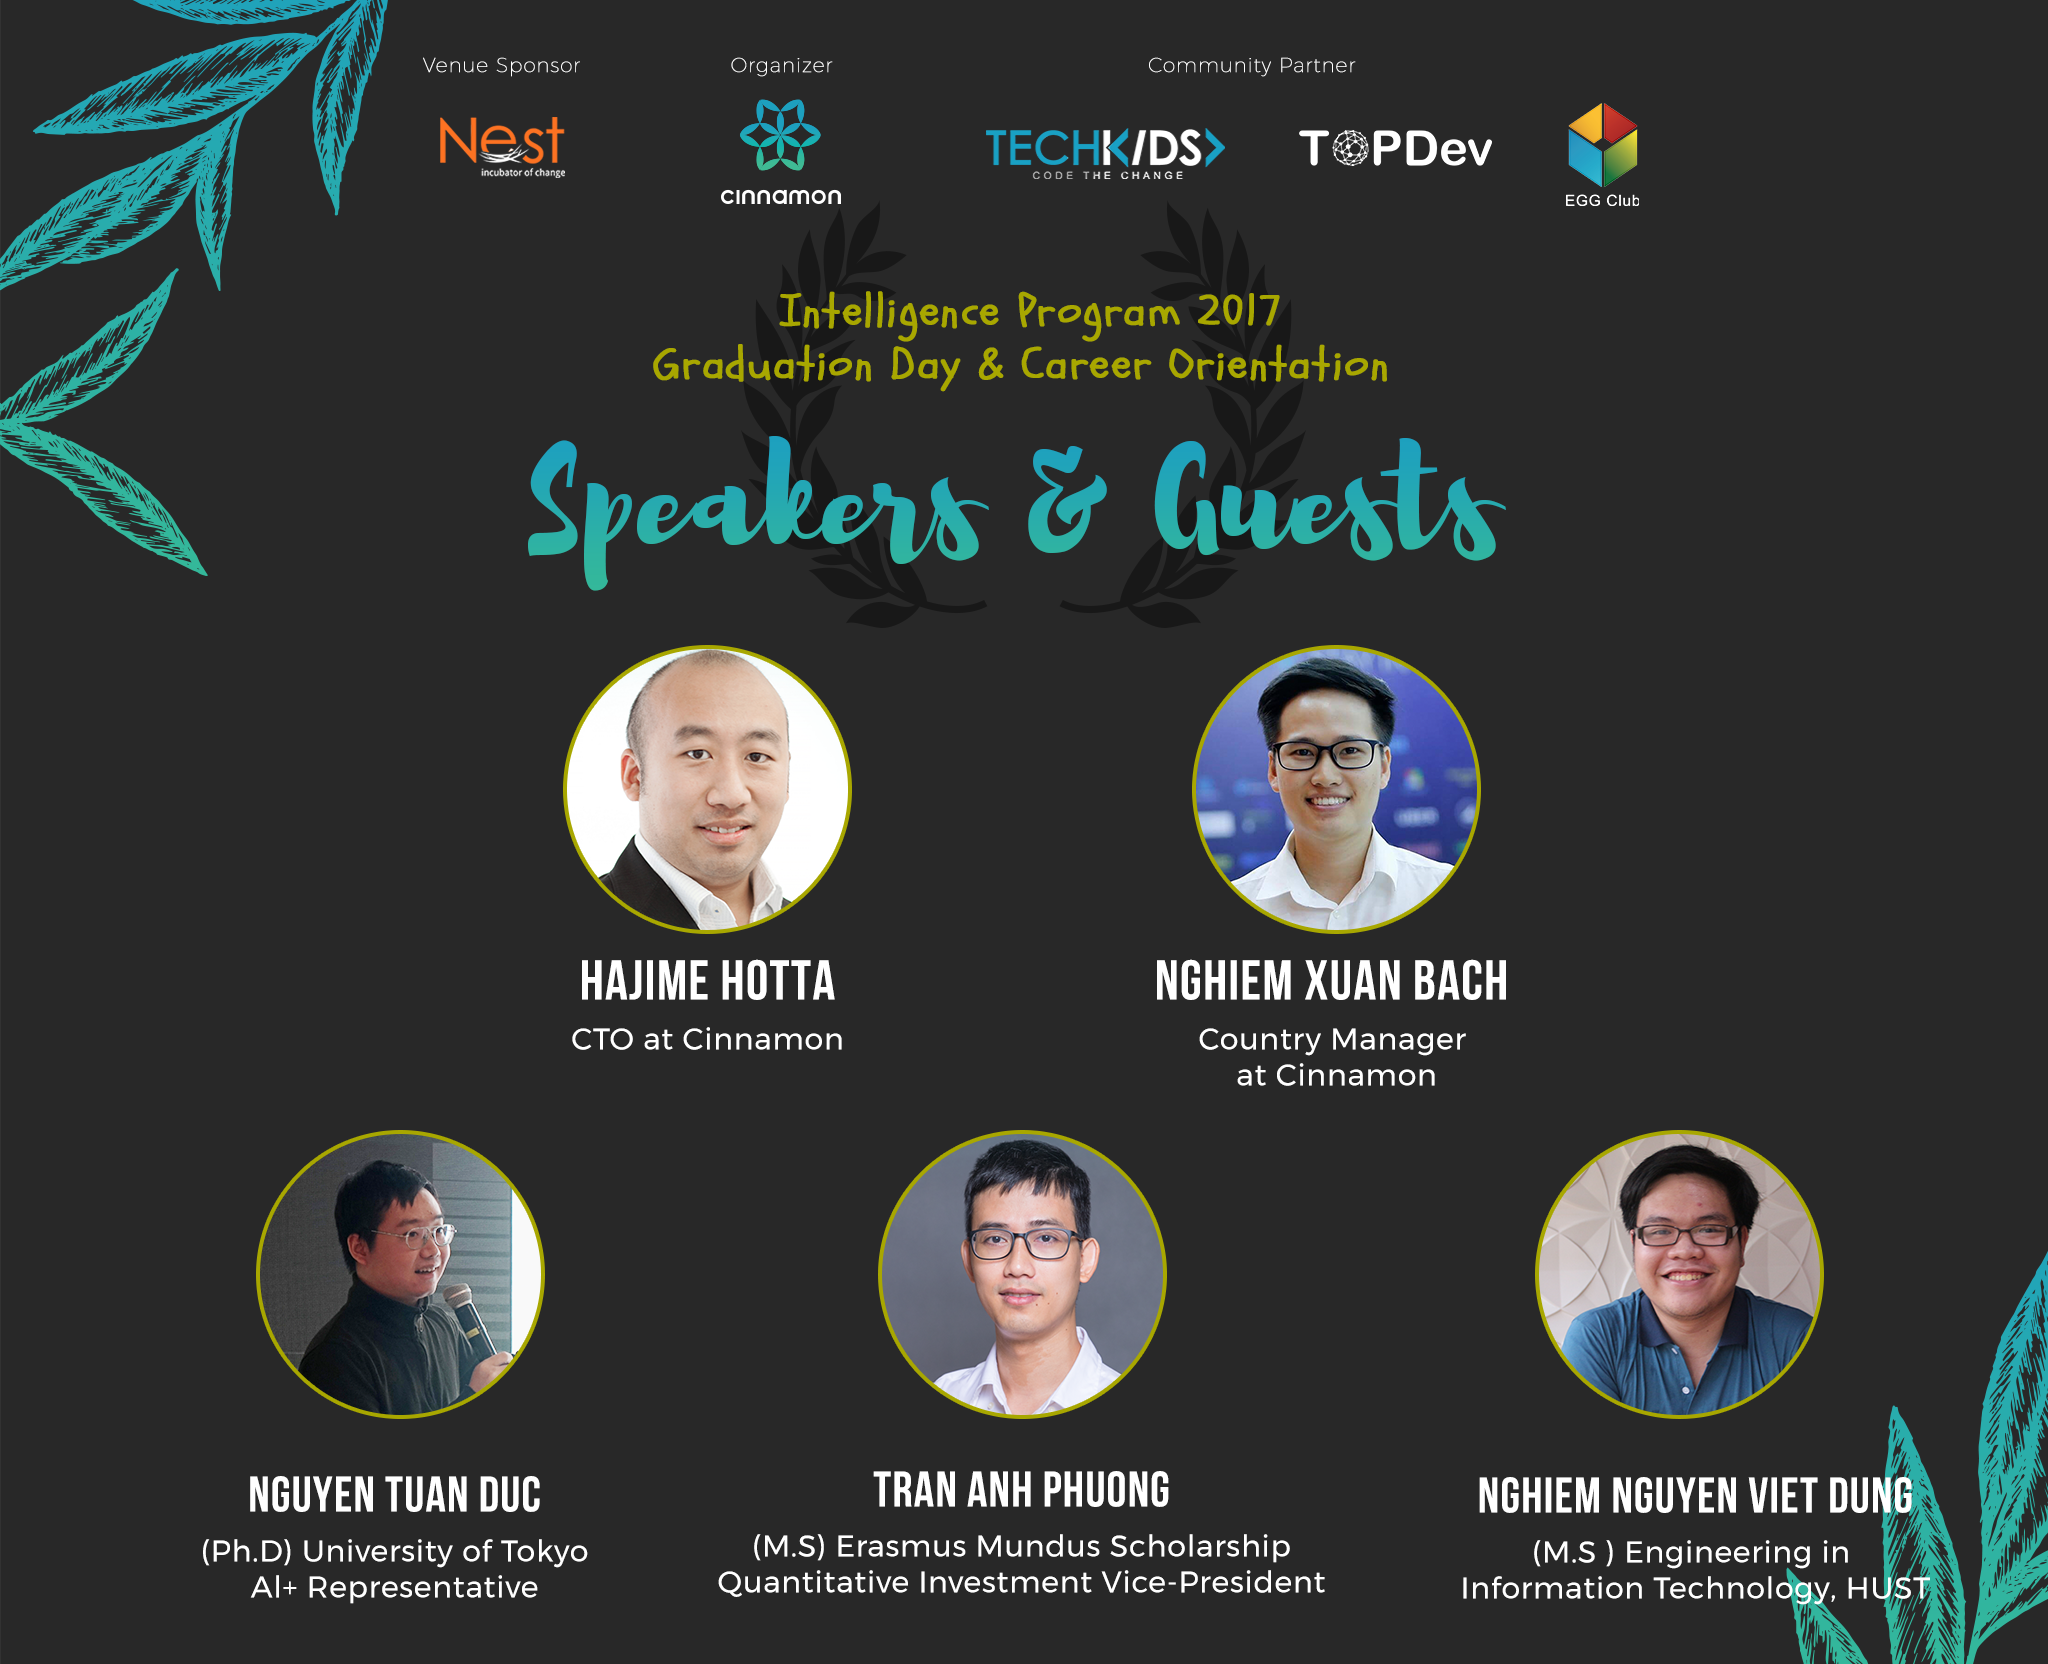 Venue Sponsor
Organizer
Community Partner
Nest
incubator of change
cinnamon
TECHKIDS
CODE THE CHANGE
TOPDev
EGG Club
Intelligence Program 2017
Graduation Day & Career Orientation
Speakers & Guests
HAJIME HOTTA
CTO at Cinnamon
NGHIEM XUAN BACH
Country Manager
at Cinnamon
NGUYEN TUAN DUC
(Ph.D) University of Tokyo
Al+ Representative
TRAN ANH PHUONG
(M.S) Erasmus Mundus Scholarship
Quantitative Investment Vice-President
NGHIEM NGUYEN VIET DUNG
(M.S ) Engineering in
Information Technology, HUST